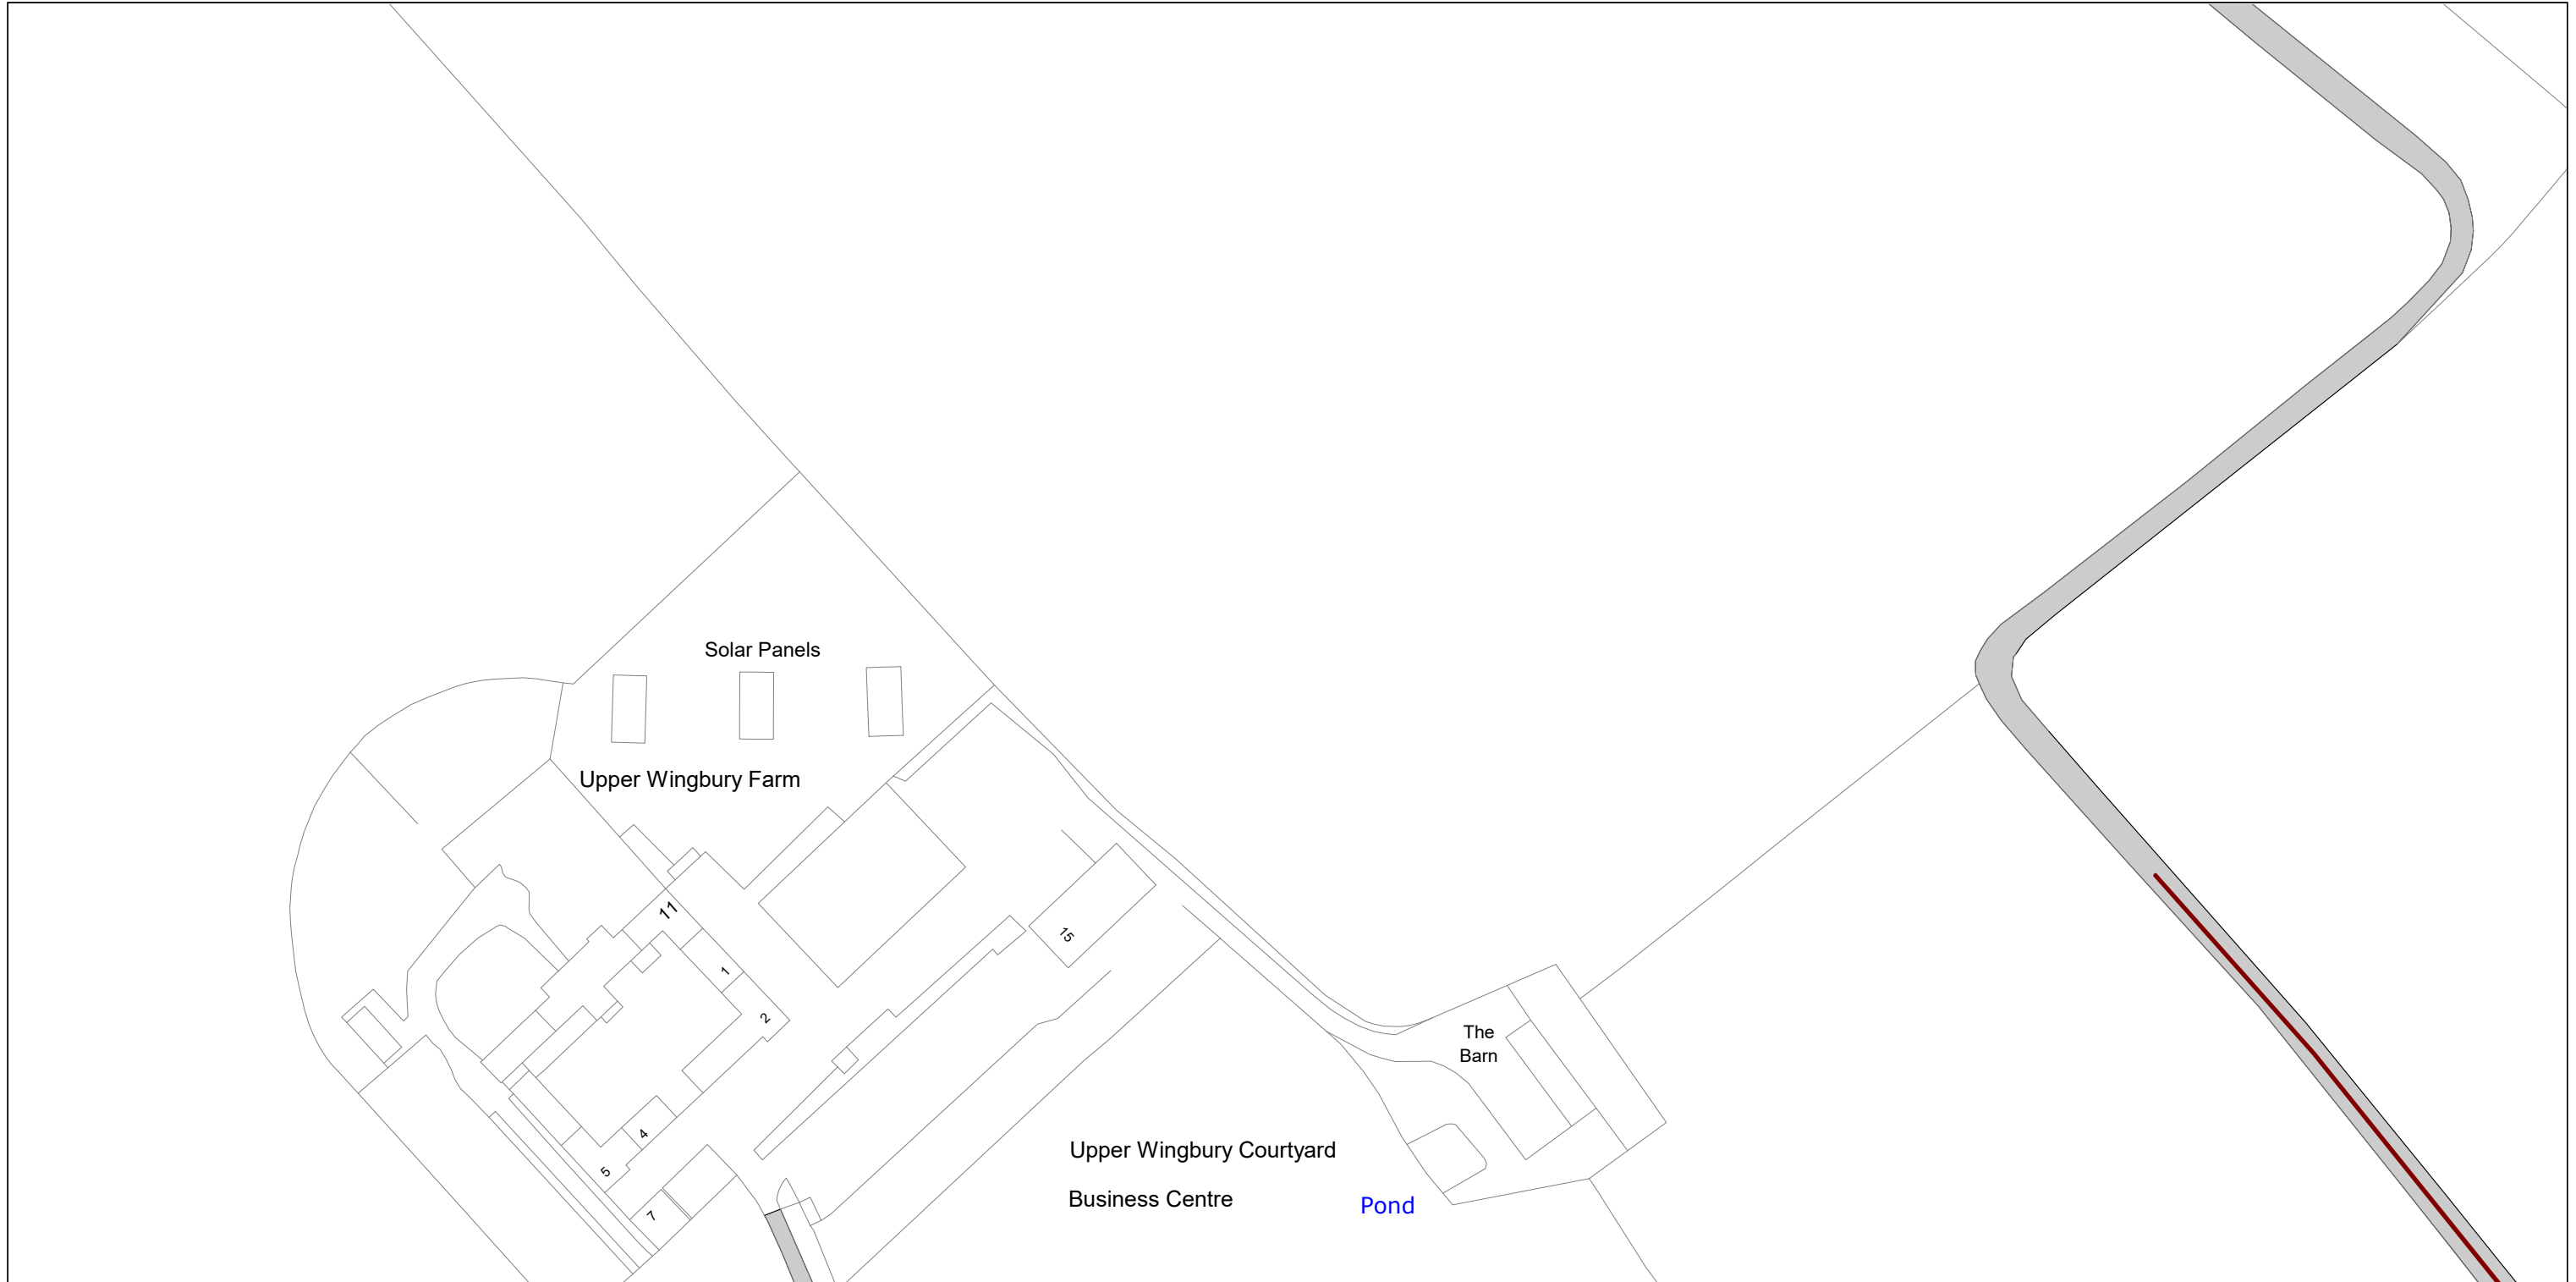 Solar Panels
Upper Wingbury Farm
11
15
1
2
The
Barn
4
Upper Wingbury Courtyard
5
Business Centre
Pond
7